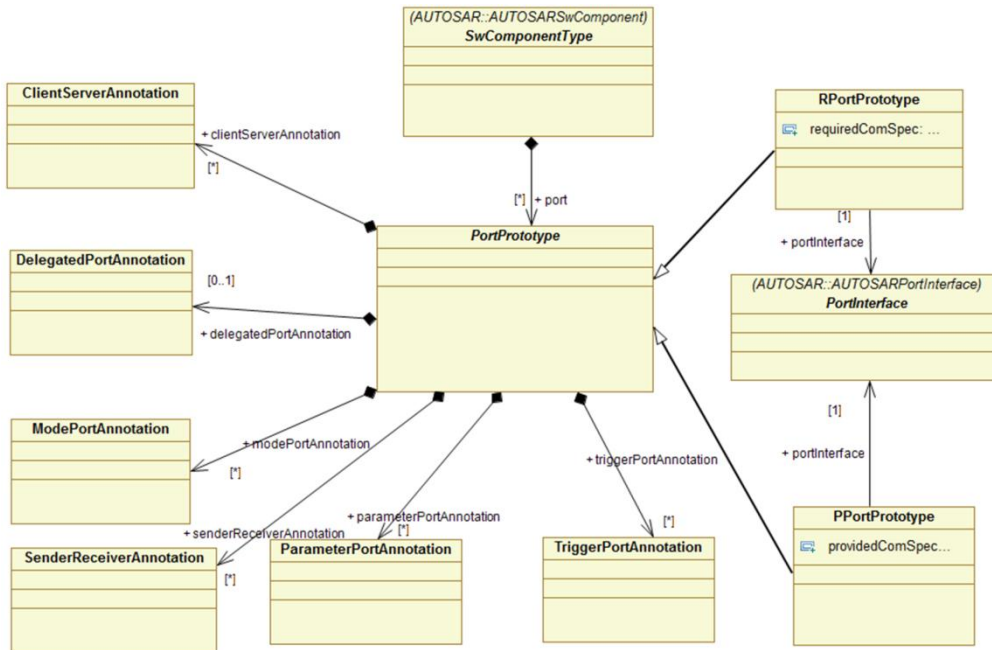 (AUTOSAR::AUTOSARSwComponent)
SwComponentType
ClientServerAnnotation
+ clientServerAnnotation
[*]
RPortPrototype
requiredComSpec: ...
[*]
+ port
[1]
+ portInterface
PortPrototype
DelegatedPortAnnotation
[0..1]
+ delegatedPortAnnotation
(AUTOSAR::AUTOSARPortInterface)
PortInterface
ModePortAnnotation
+ modePortAnnotation
[*]
[1]
+ portInterface
+ triggerPortAnnotation
PPortPrototype
providedComSpec...
+ parameterPortAnnotation
[*]
[*]
+ senderReceiverAnnotation
SenderReceiverAnnotation
[*]
ParameterPortAnnotation
TriggerPortAnnotation